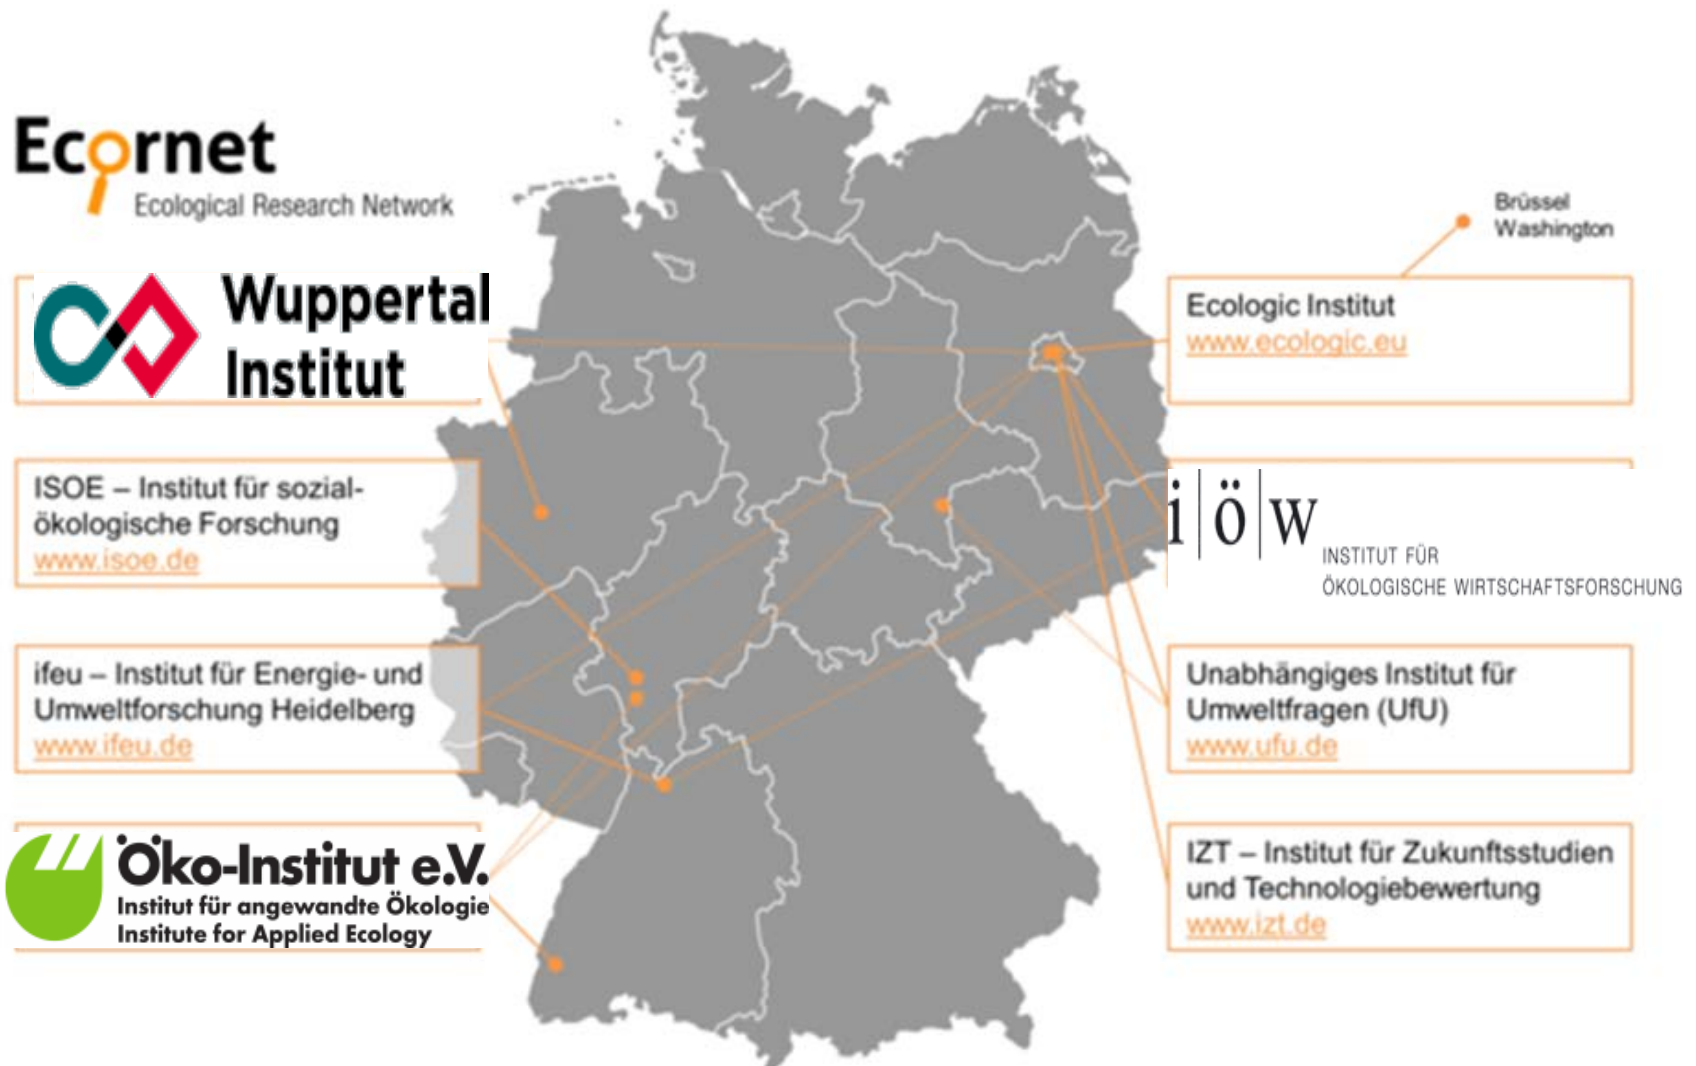 Ecornet
Ecological Research Network
Wuppertal
Institut
ISOE – Institut für sozial-
ökologische Forschung
www.isoe.de
ifeu – Institut für Energie- und
Umweltforschung Heidelberg
www.ifeu.de
Öko-Institut e.V.
Institut für angewandte Ökologie
Institute for Applied Ecology
Brüssel
Washington
Ecologic Institut
www.ecologic.eu
i|ö|w
INSTITUT FÜR
ÖKOLOGISCHE WIRTSCHAFTSFORSCHUNG
Unabhängiges Institut für
Umweltfragen (UfU)
www.ufu.de
IZT – Institut für Zukunftsstudien
und Technologiebewertung
www.izt.de